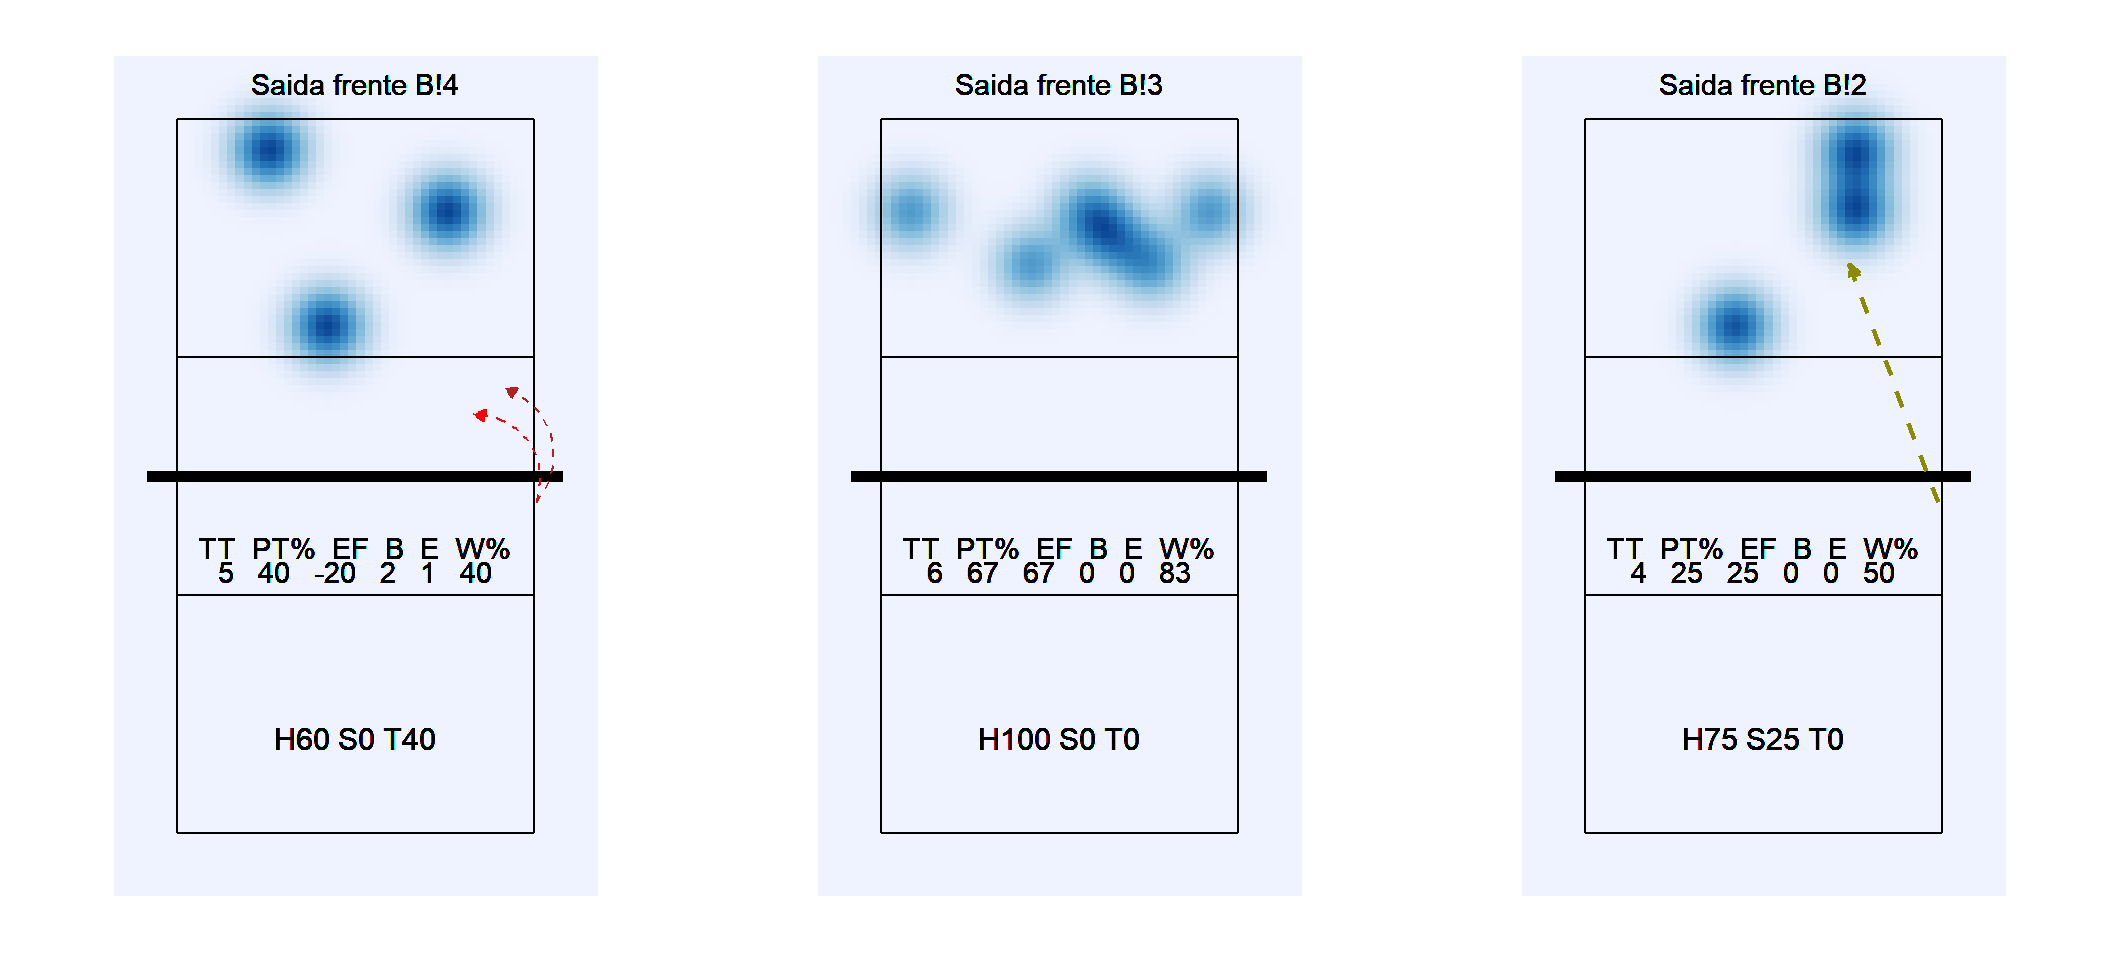 Saida frente B!4
TT PT% EF B E W%
5 40 -20 2 1 40
H60 S0 T40
Saida frente B!3
TT PT% EF B E W%
6 67 67 0 0 83
H100 S0 T0
Saida frente B!2
TT PT% EF B E W%
4 25 25 0 0 50
H75 S25 T0